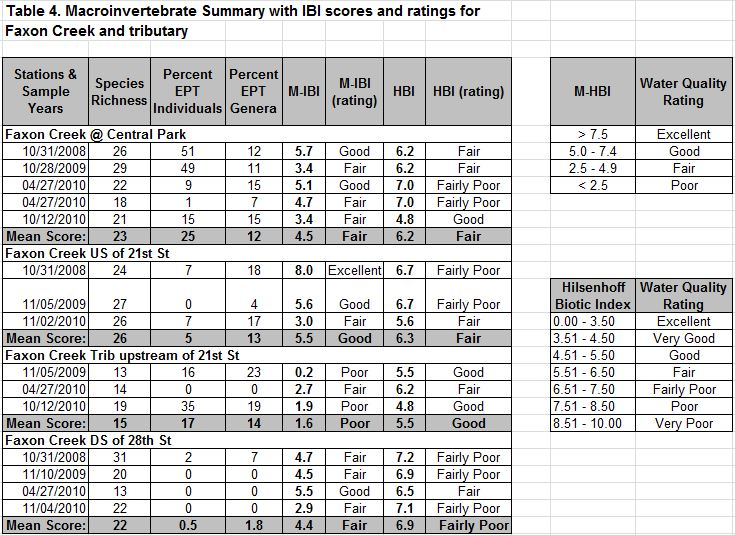 Table 4. Macroinvertebrate Summary with IBI scores and ratings for
Faxon Creek and tributary
Stations & Sample Years | Species Richness | Percent EPT Individuals | Percent EPT Genera | M-IBI | M-IBI (rating) | HBI | HBI (rating)
Faxon Creek @ Central Park
10/31/2008 26 51 12 5.7 Good 6.2 Fair
10/28/2009 29 49 11 3.4 Fair 6.2 Fair
04/27/2010 22 9 15 5.1 Good 7.0 Fairly Poor
04/27/2010 18 1 7 4.7 Fair 7.0 Fairly Poor
10/12/2010 21 15 15 3.4 Fair 4.8 Good
Mean Score: 23 25 12 4.5 Fair 6.2 Fair
Faxon Creek US of 21st St
10/31/2008 24 7 18 8.0 Excellent 6.7 Fairly Poor
11/05/2009 27 0 4 5.6 Good 6.7 Fairly Poor
11/02/2010 26 7 17 3.0 Fair 5.6 Fair
Mean Score: 26 5 13 5.5 Good 6.3 Fair
Faxon Creek Trib upstream of 21st St
11/05/2009 13 16 23 0.2 Poor 5.5 Good
04/27/2010 14 0 0 2.7 Fair 6.2 Fair
10/12/2010 19 35 19 1.9 Poor 4.8 Good
Mean Score: 15 17 14 1.6 Poor 5.5 Good
Faxon Creek DS of 28th St
10/31/2008 31 2 7 4.7 Fair 7.2 Fairly Poor
11/10/2009 20 0 0 4.5 Fair 6.9 Fairly Poor
04/27/2010 13 0 0 5.5 Good 6.5 Fair
11/04/2010 22 0 0 2.9 Fair 7.1 Fairly Poor
Mean Score: 22 0.5 1.8 4.4 Fair 6.9 Fairly Poor
M-HBI | Water Quality Rating
> 7.5 Excellent
5.0 - 7.4 Good
2.5 - 4.9 Fair
< 2.5 Poor
Hilsenhoff Biotic Index | Water Quality Rating
0.00 - 3.50 Excellent
3.51 - 4.50 Very Good
4.51 - 5.50 Good
5.51 - 6.50 Fair
6.51 - 7.50 Fairly Poor
7.51 - 8.50 Poor
8.51 - 10.00 Very Poor